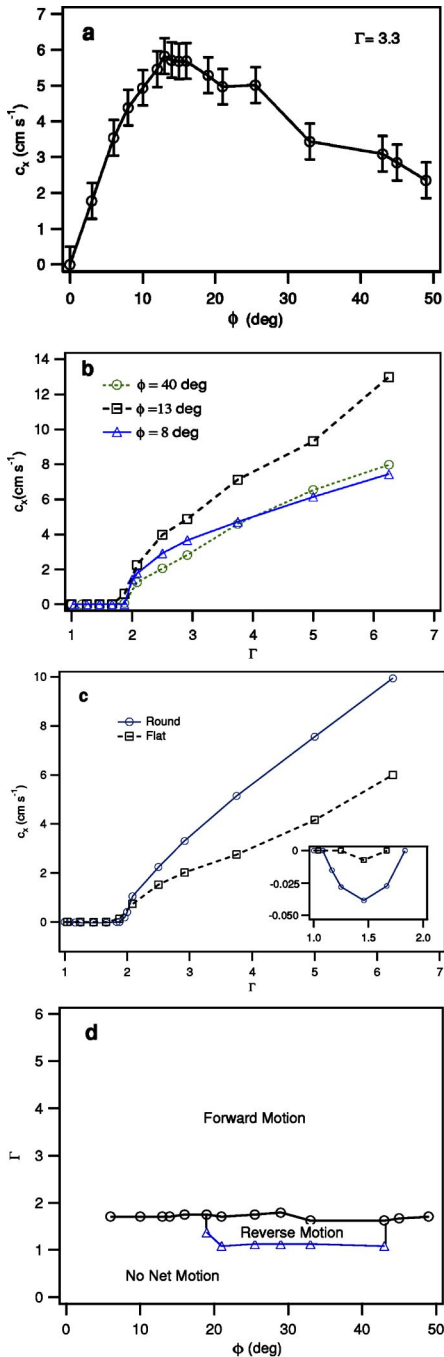 a
Γ= 3.3
7
6
5
4
3
2
1
0
c_x (cm s⁻¹)
0 10 20 30 40 50
ϕ (deg)
b
ϕ = 40 deg
ϕ =13 deg
ϕ = 8 deg
14
12
10
8
6
4
2
0
c_x(cm s⁻¹)
1 2 3 4 5 6 7
Γ
c
Round
Flat
10
8
6
4
2
0
c_x (cm s⁻¹)
0
-0.025
-0.050
1.0 1.5 2.0
1 2 3 4 5 6 7
Γ
d
6
5
4
3
2
1
0
Γ
Forward Motion
Reverse Motion
No Net Motion
0 10 20 30 40 50
ϕ (deg)